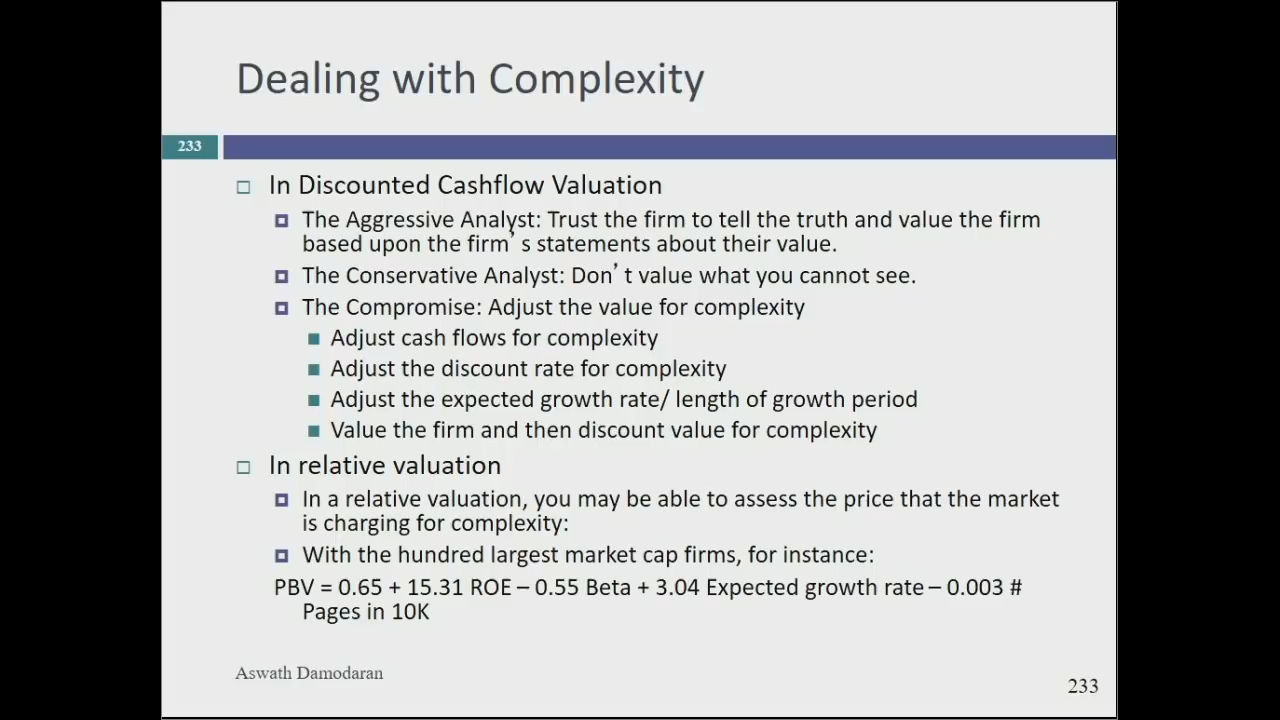 Dealing with Complexity
233
In Discounted Cashflow Valuation
The Aggressive Analyst: Trust the firm to tell the truth and value the firm
based upon the firm’s statements about their value.
The Conservative Analyst: Don’t value what you cannot see.
The Compromise: Adjust the value for complexity
Adjust cash flows for complexity
Adjust the discount rate for complexity
Adjust the expected growth rate/ length of growth period
Value the firm and then discount value for complexity
In relative valuation
In a relative valuation, you may be able to assess the price that the market
is charging for complexity:
With the hundred largest market cap firms, for instance:
PBV = 0.65 + 15.31 ROE – 0.55 Beta + 3.04 Expected growth rate – 0.003 #
Pages in 10K
Aswath Damodaran
233